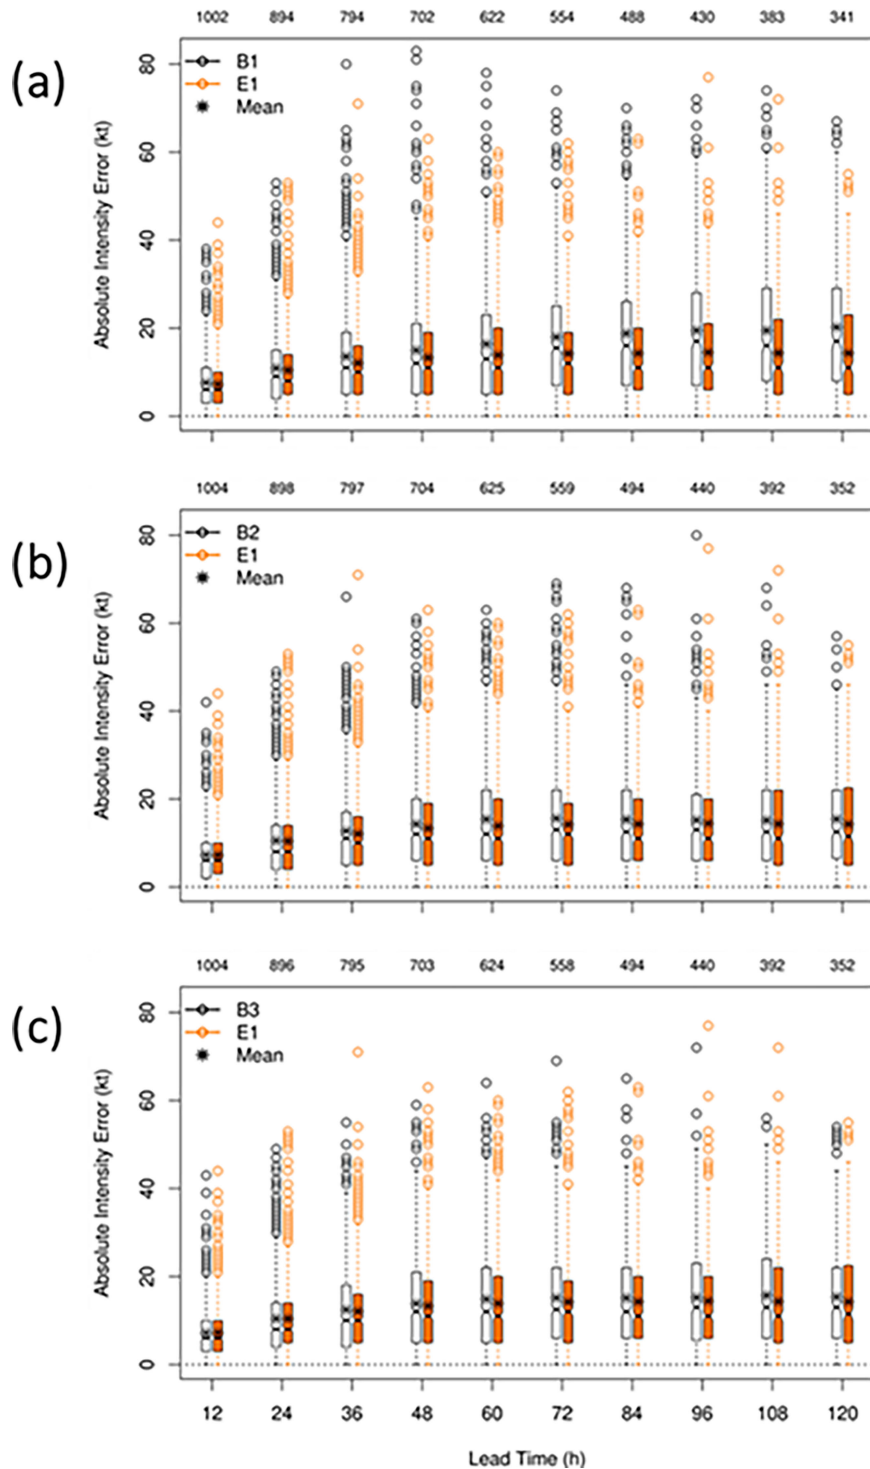 1002 894 794 702 622 554 488 430 383 341
(a)
B1
E1
Mean
Absolute Intensity Error (kt)
80
60
40
20
0
1004 898 797 704 625 559 494 440 392 352
(b)
B2
E1
Mean
Absolute Intensity Error (kt)
80
60
40
20
0
1004 896 795 703 624 558 494 440 392 352
(c)
B3
E1
Mean
Absolute Intensity Error (kt)
80
60
40
20
0
12 24 36 48 60 72 84 96 108 120
Lead Time (h)